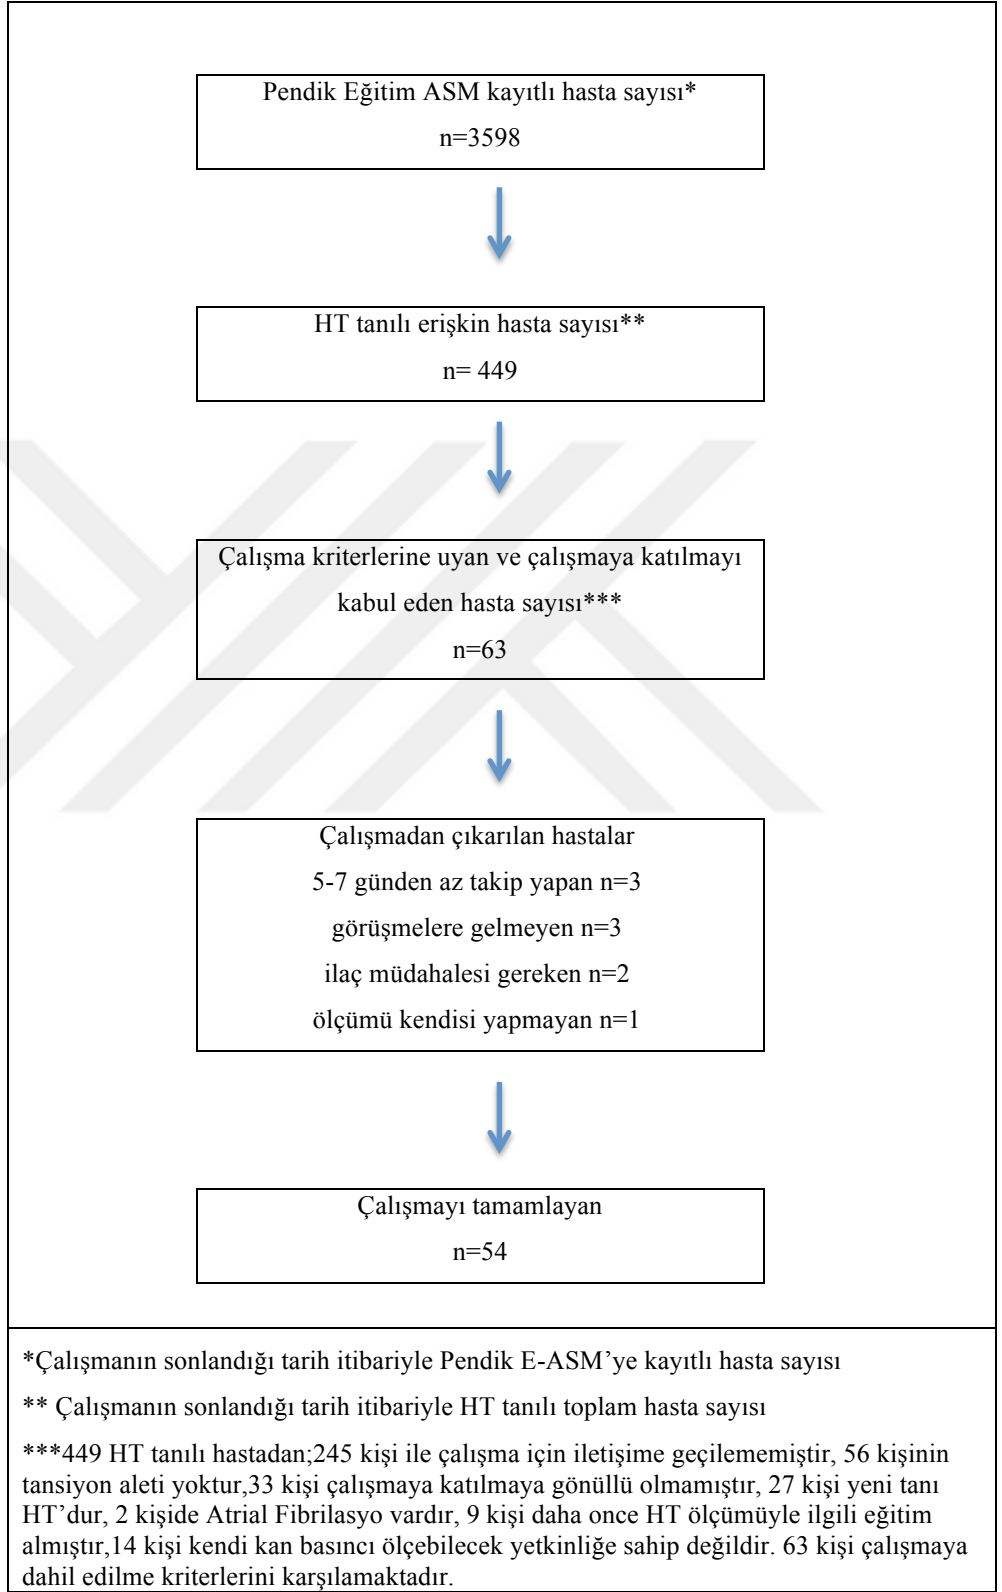 Pendik Eğitim ASM kayıtlı hasta sayısı*
n=3598
HT tanılı erişkin hasta sayısı**
n= 449
Çalışma kriterlerine uyan ve çalışmaya katılmayı
kabul eden hasta sayısı***
n=63
Çalışmadan çıkarılan hastalar
5-7 günden az takip yapan n=3
görüşmelere gelmeyen n=3
ilaç müdahalesi gereken n=2
ölçümü kendisi yapmayan n=1
Çalışmayı tamamlayan
n=54
*Çalışmanın sonlandığı tarih itibariyle Pendik E-ASM’ye kayıtlı hasta sayısı
** Çalışmanın sonlandığı tarih itibariyle HT tanılı toplam hasta sayısı
***449 HT tanılı hastadan;245 kişi ile çalışma için iletişime geçilememiştir, 56 kişinin
tansiyon aleti yoktur,33 kişi çalışmaya katılmaya gönüllü olmamıştır, 27 kişi yeni tanı
HT’dur, 2 kişide Atrial Fibrilasyo vardır, 9 kişi daha once HT ölçümüyle ilgili eğitim
almıştır,14 kişi kendi kan basıncı ölçebilecek yetkinliğe sahip değildir. 63 kişi çalışmaya
dahil edilme kriterlerini karşılamaktadır.